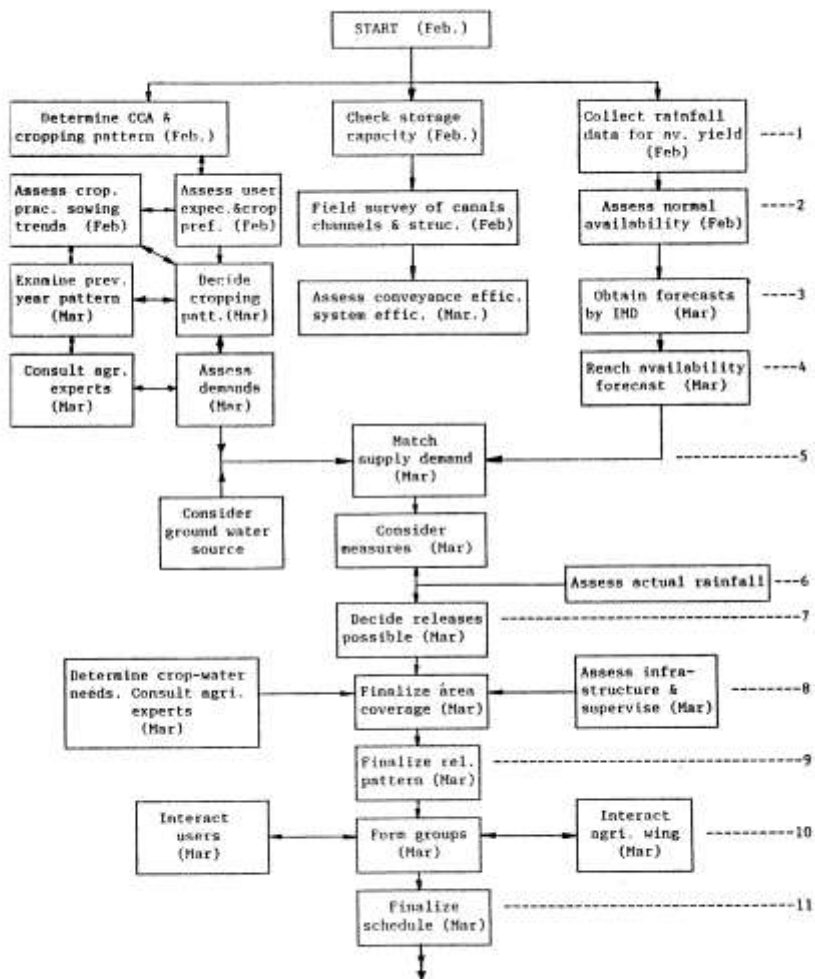 START (Feb.)
Determine CCA &
cropping pattern (Feb.)
Check storage
capacity (Feb.)
Collect rainfall
data for nv. yield
(Feb)
----1
Assess crop.
prac. sowing
trends (Feb)
Assess user
expec.&crop
pref. (Feb)
Field survey of canals
channels & struc. (Feb)
Assess normal
availability (Feb)
----2
Examine prev.
year pattern
(Mar)
Decide
cropping
patt.(Mar)
Assess conveyance effic.
system effic. (Mar.)
Obtain forecasts
by IMD (Mar)
----3
Consult agr.
experts
(Mar)
Assess
demands
(Mar)
Reach availability
forecast (Mar)
----4
Match
supply demand
(Mar)
----5
Consider
ground water
source
Consider
measures (Mar)
Assess actual rainfall
---6
Decide releases
possible (Mar)
----7
Determine crop-water
needs. Consult agri.
experts
(Mar)
Finalize área
coverage (Mar)
Assess infra-
structure &
supervise (Mar)
----8
Finalize rel.
pattern (Mar)
----9
Interact
users
(Mar)
Form groups
(Mar)
Interact
agri. wing
(Mar)
----10
Finalize
schedule (Mar)
----11